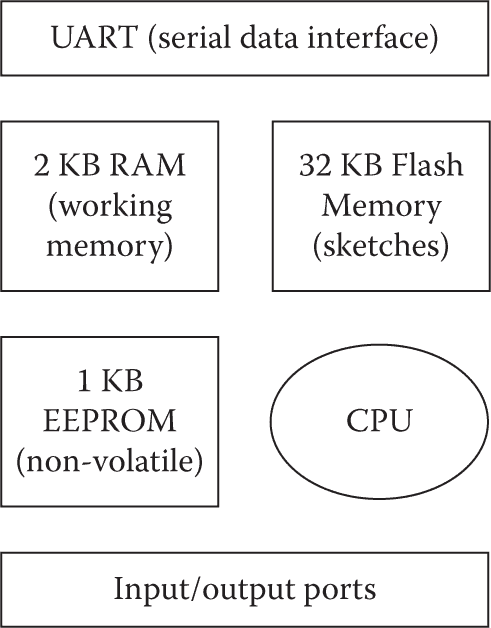 UART (serial data interface)
2 KB RAM
(working
memory)
32 KB Flash
Memory
(sketches)
1 KB
EEPROM
(non-volatile)
CPU
Input/output ports